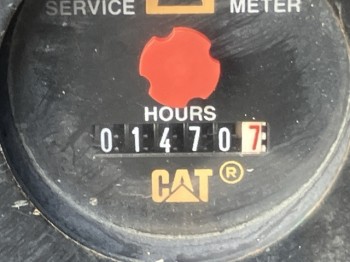 SERVICE METER
HOURS
014707
CAT ®